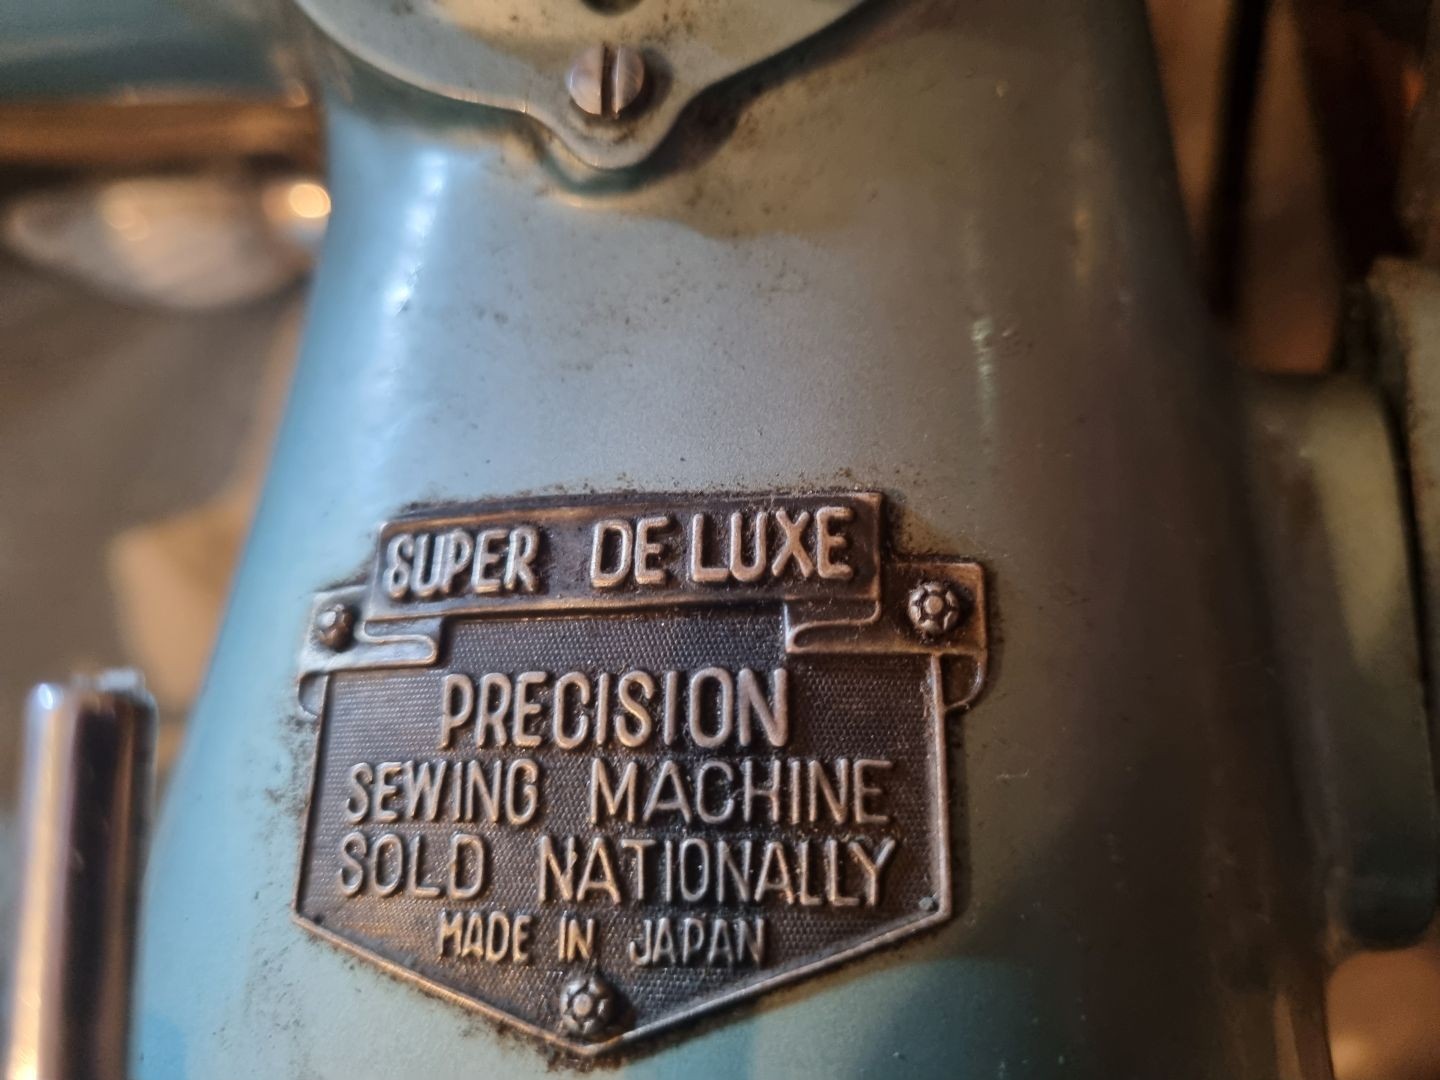 SUPER DE LUXE
PRECISION
SEWING MACHINE
SOLD NATIONALLY
MADE IN JAPAN